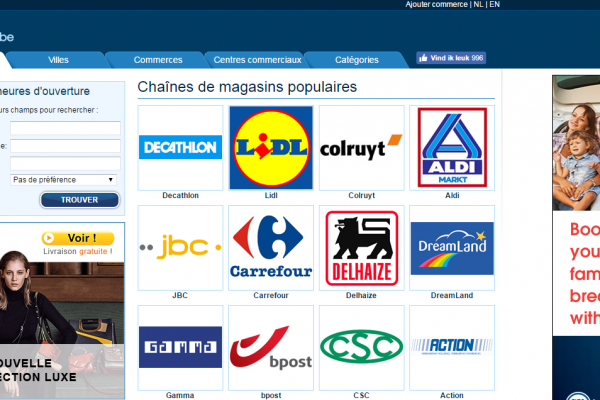 Ajouter commerce | NL | EN
be
Villes
Commerces
Centres commerciaux
Catégories
Vind ik leuk 996
eures d'ouverture
urs champs pour rechercher :
e:
Pas de préférence
TROUVER
Voir !
Livraison gratuite !
OUVELLE
ECTION LUXE
Chaînes de magasins populaires
DECATHLON
LIDL
colruyt
ALDI
MARKT
Decathlon
Lidl
Colruyt
Aldi
jbc
Carrefour
DELHAIZE
DreamLand
JBC
Carrefour
Delhaize
DreamLand
GAMMA
bpost
CSC
ACTION
Gamma
bpost
CSC
Action
Boo
you
fam
bre
with